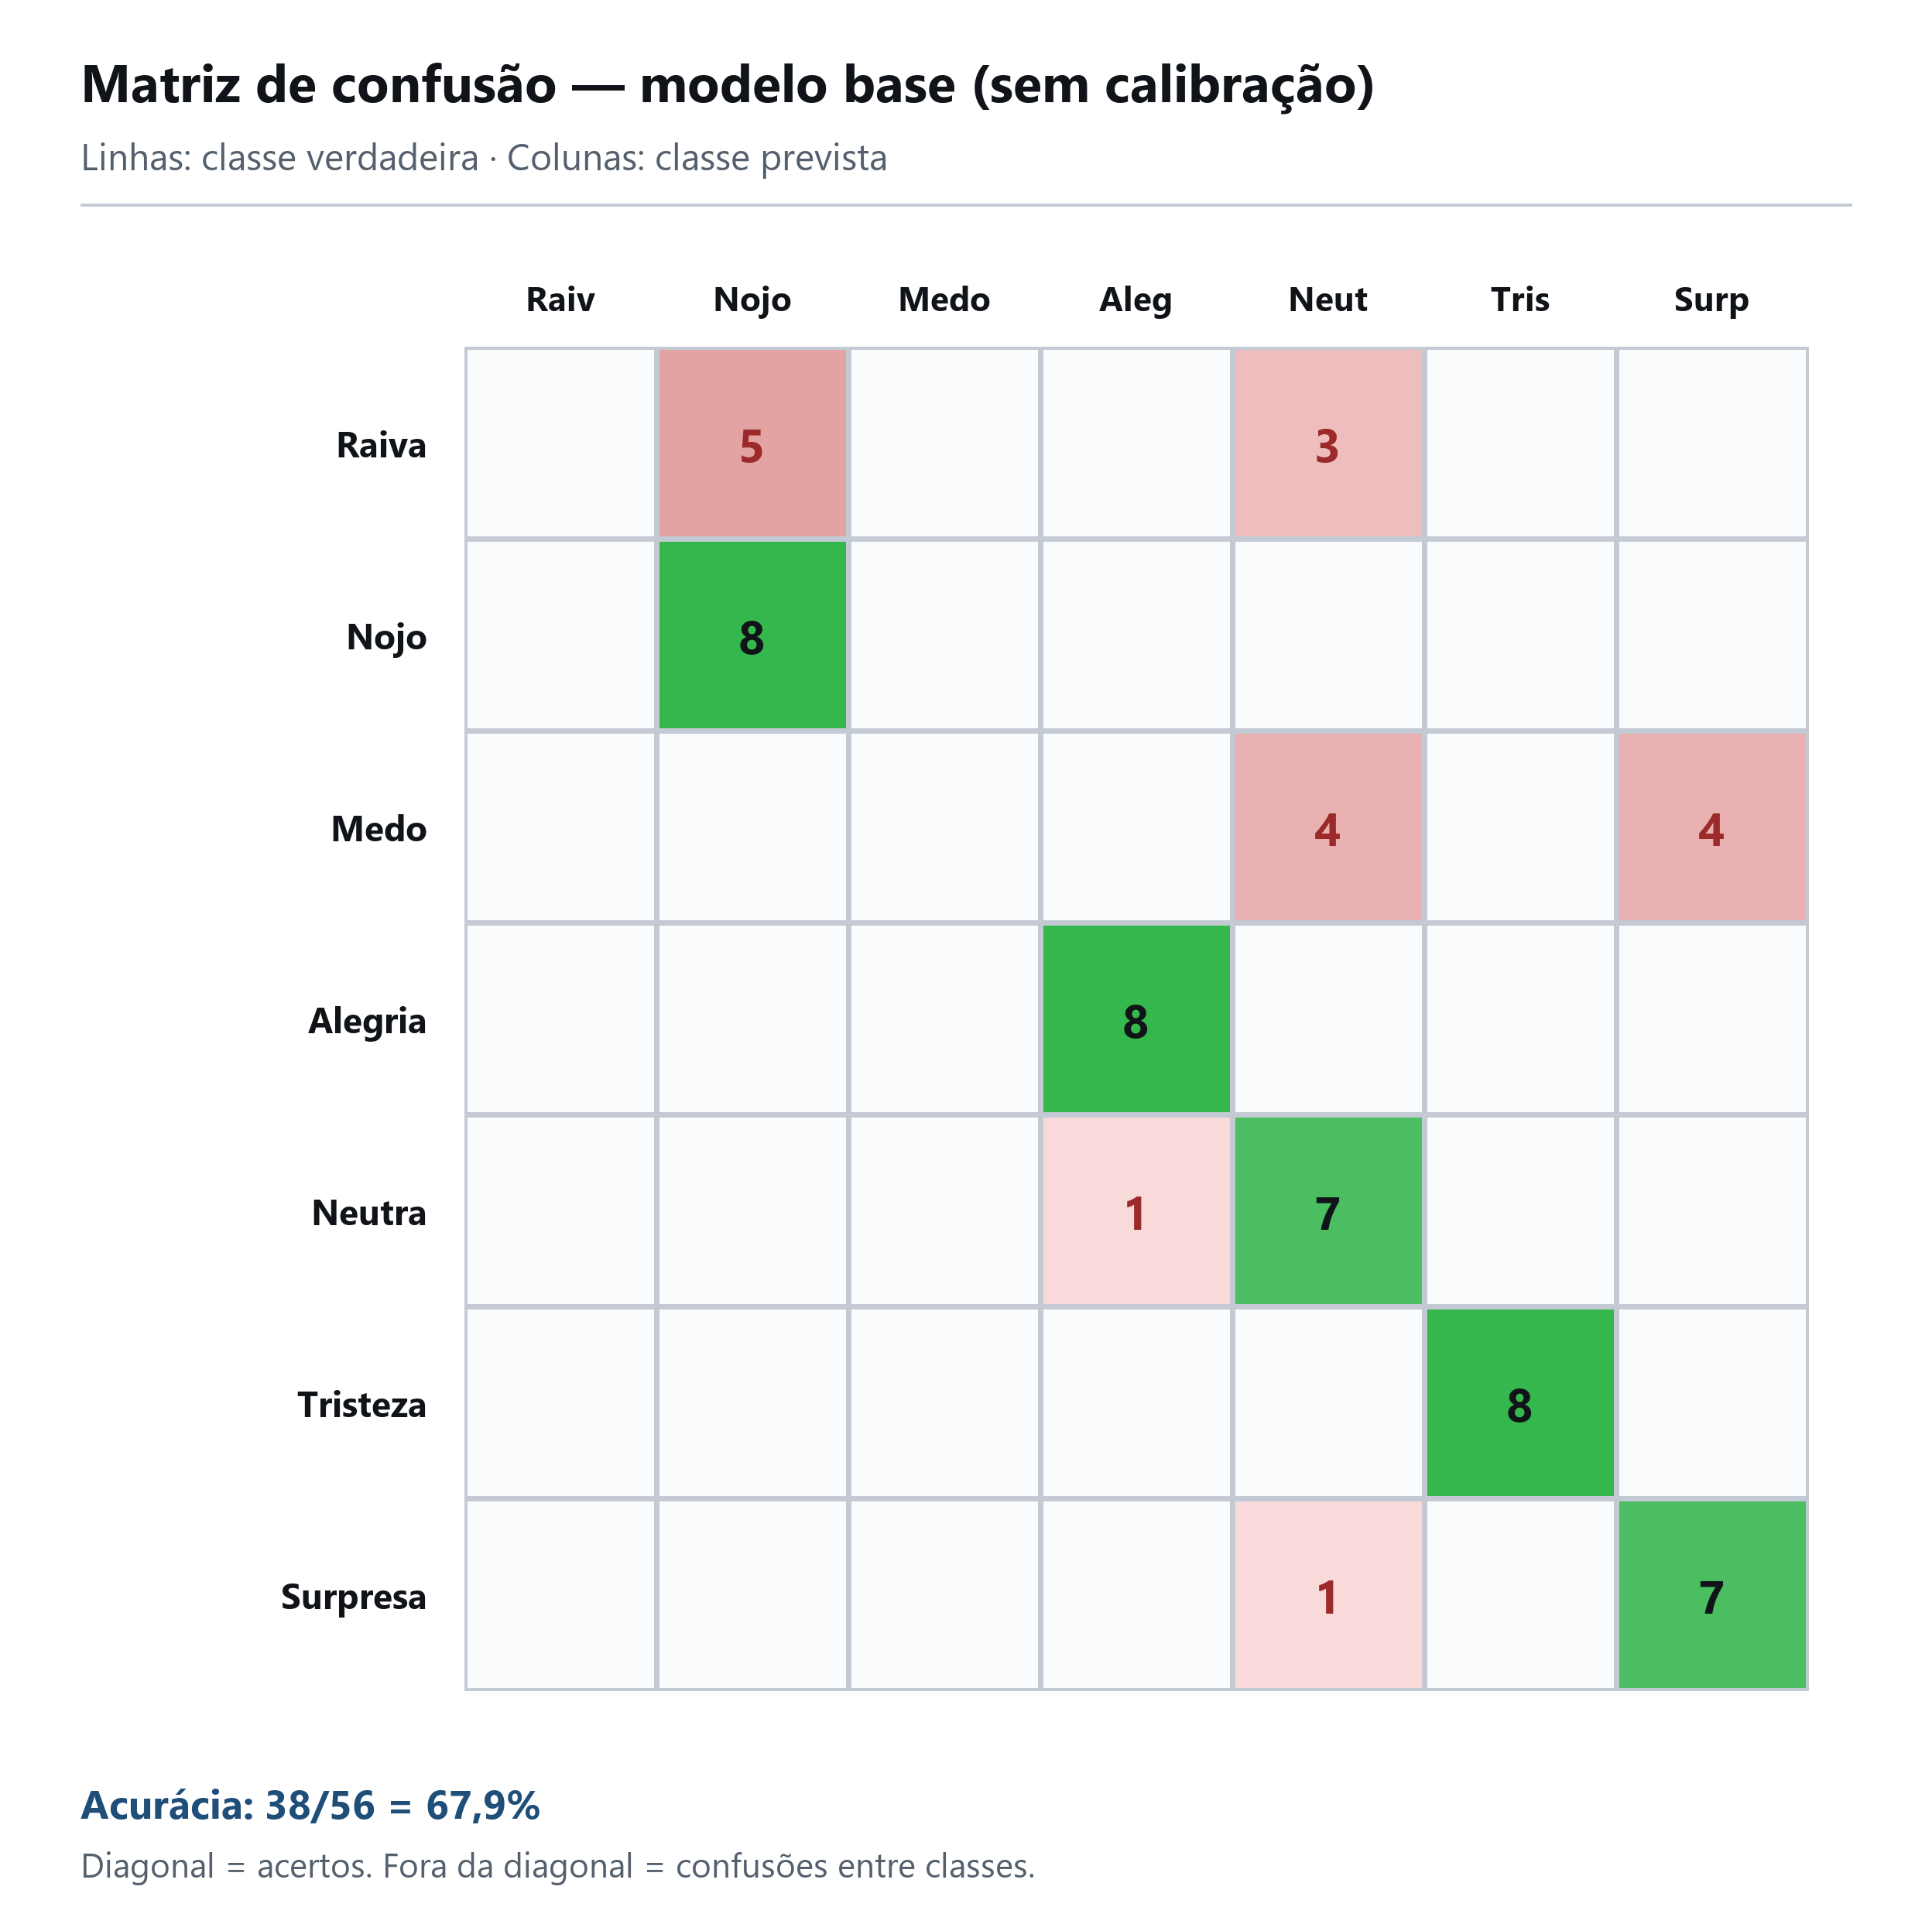 Matriz de confusão — modelo base (sem calibração)
Linhas: classe verdadeira · Colunas: classe prevista
Raiv Nojo Medo Aleg Neut Tris Surp
Raiva 5 3
Nojo 8
Medo 4 4
Alegria 8
Neutra 1 7
Tristeza 8
Surpresa 1 7
Acurácia: 38/56 = 67,9%
Diagonal = acertos. Fora da diagonal = confusões entre classes.